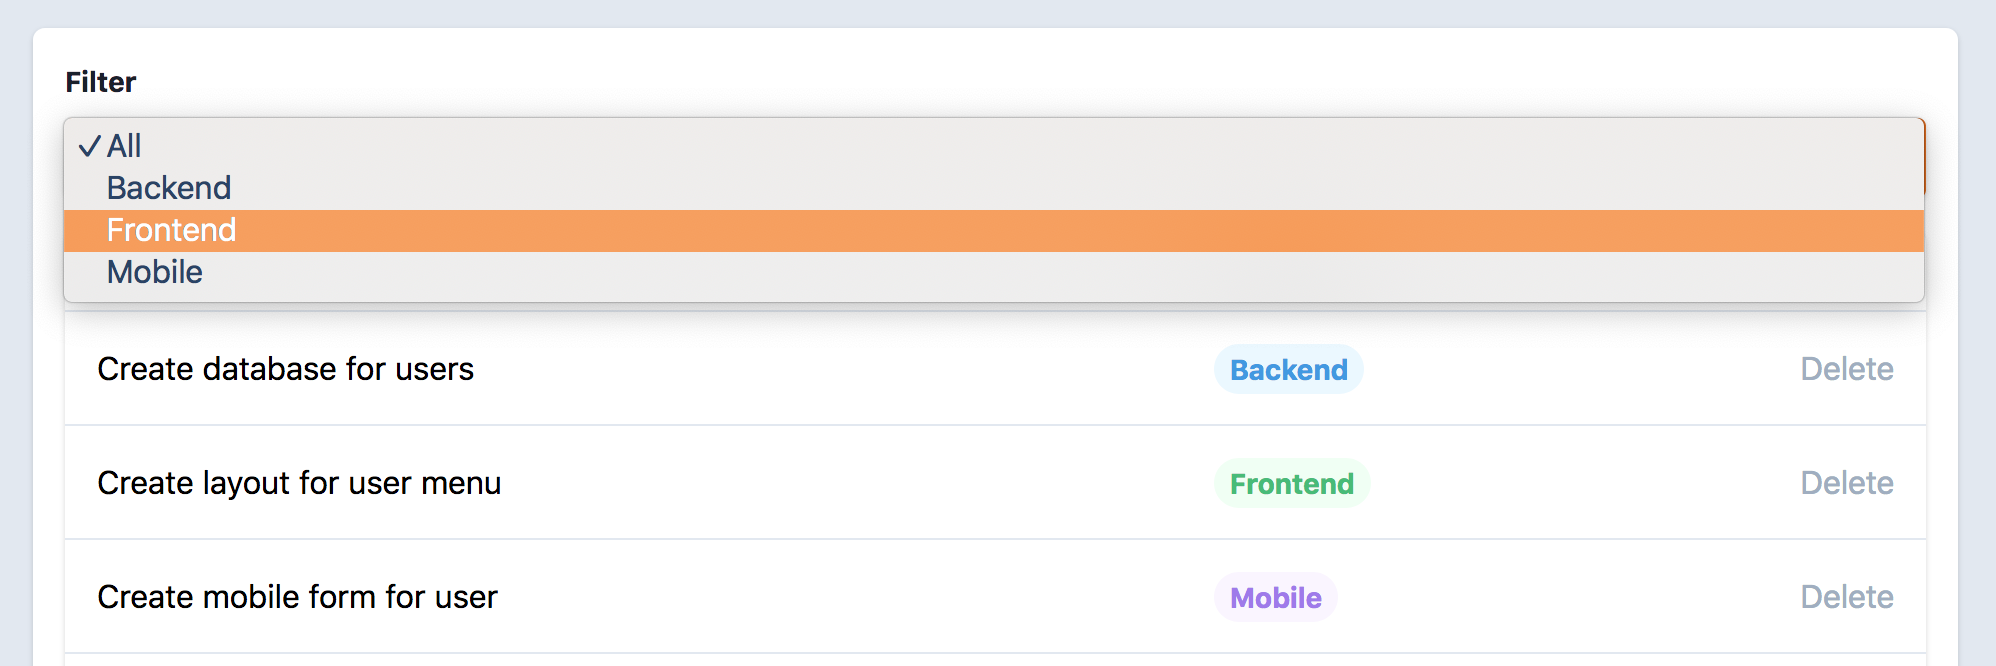 Filter
✓ All
Backend
Frontend
Mobile
Create database for users Backend Delete
Create layout for user menu Frontend Delete
Create mobile form for user Mobile Delete